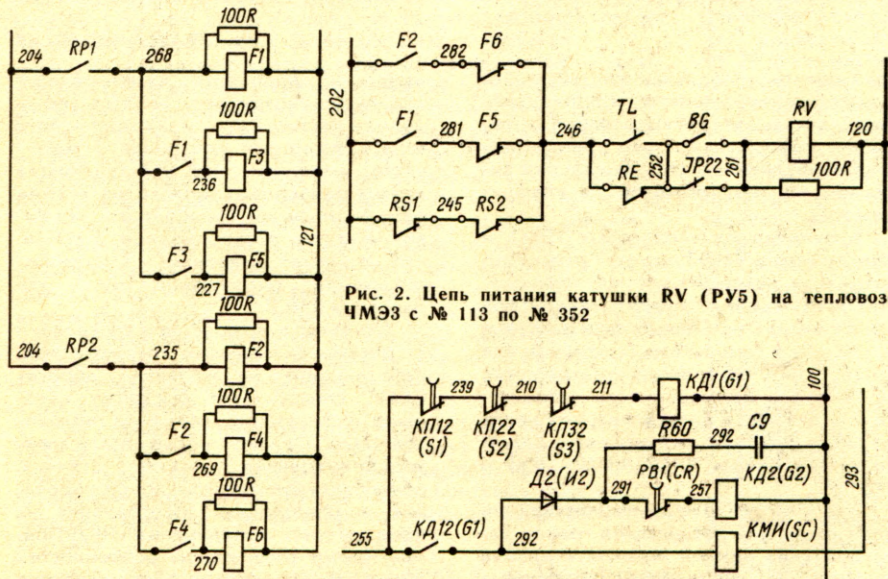 100R
204 RP1 268 F1
100R
F1 236 F3
100R
F3 227 F5
121
100R
204 RP2 235 F2
100R
F2 269 F4
100R
F4 270 F6
202
F2 282 F6
F1 281 F5
RS1 245 RS2
246
TL BG RV 120
252 261
RE JP22 100R
Рис. 2. Цепь питания катушки RV (РУ5) на тепловоз
ЧМЭ3 с № 113 по № 352
239 210 211 КД1(G1) 100
КП12 КП22 КП32
(S1) (S2) (S3)
R60 292 C9
Д2(И2) 291 РВ1(CR) 257 КД2(G2) 293
255 КД12(G1) 292 КМИ(SC)